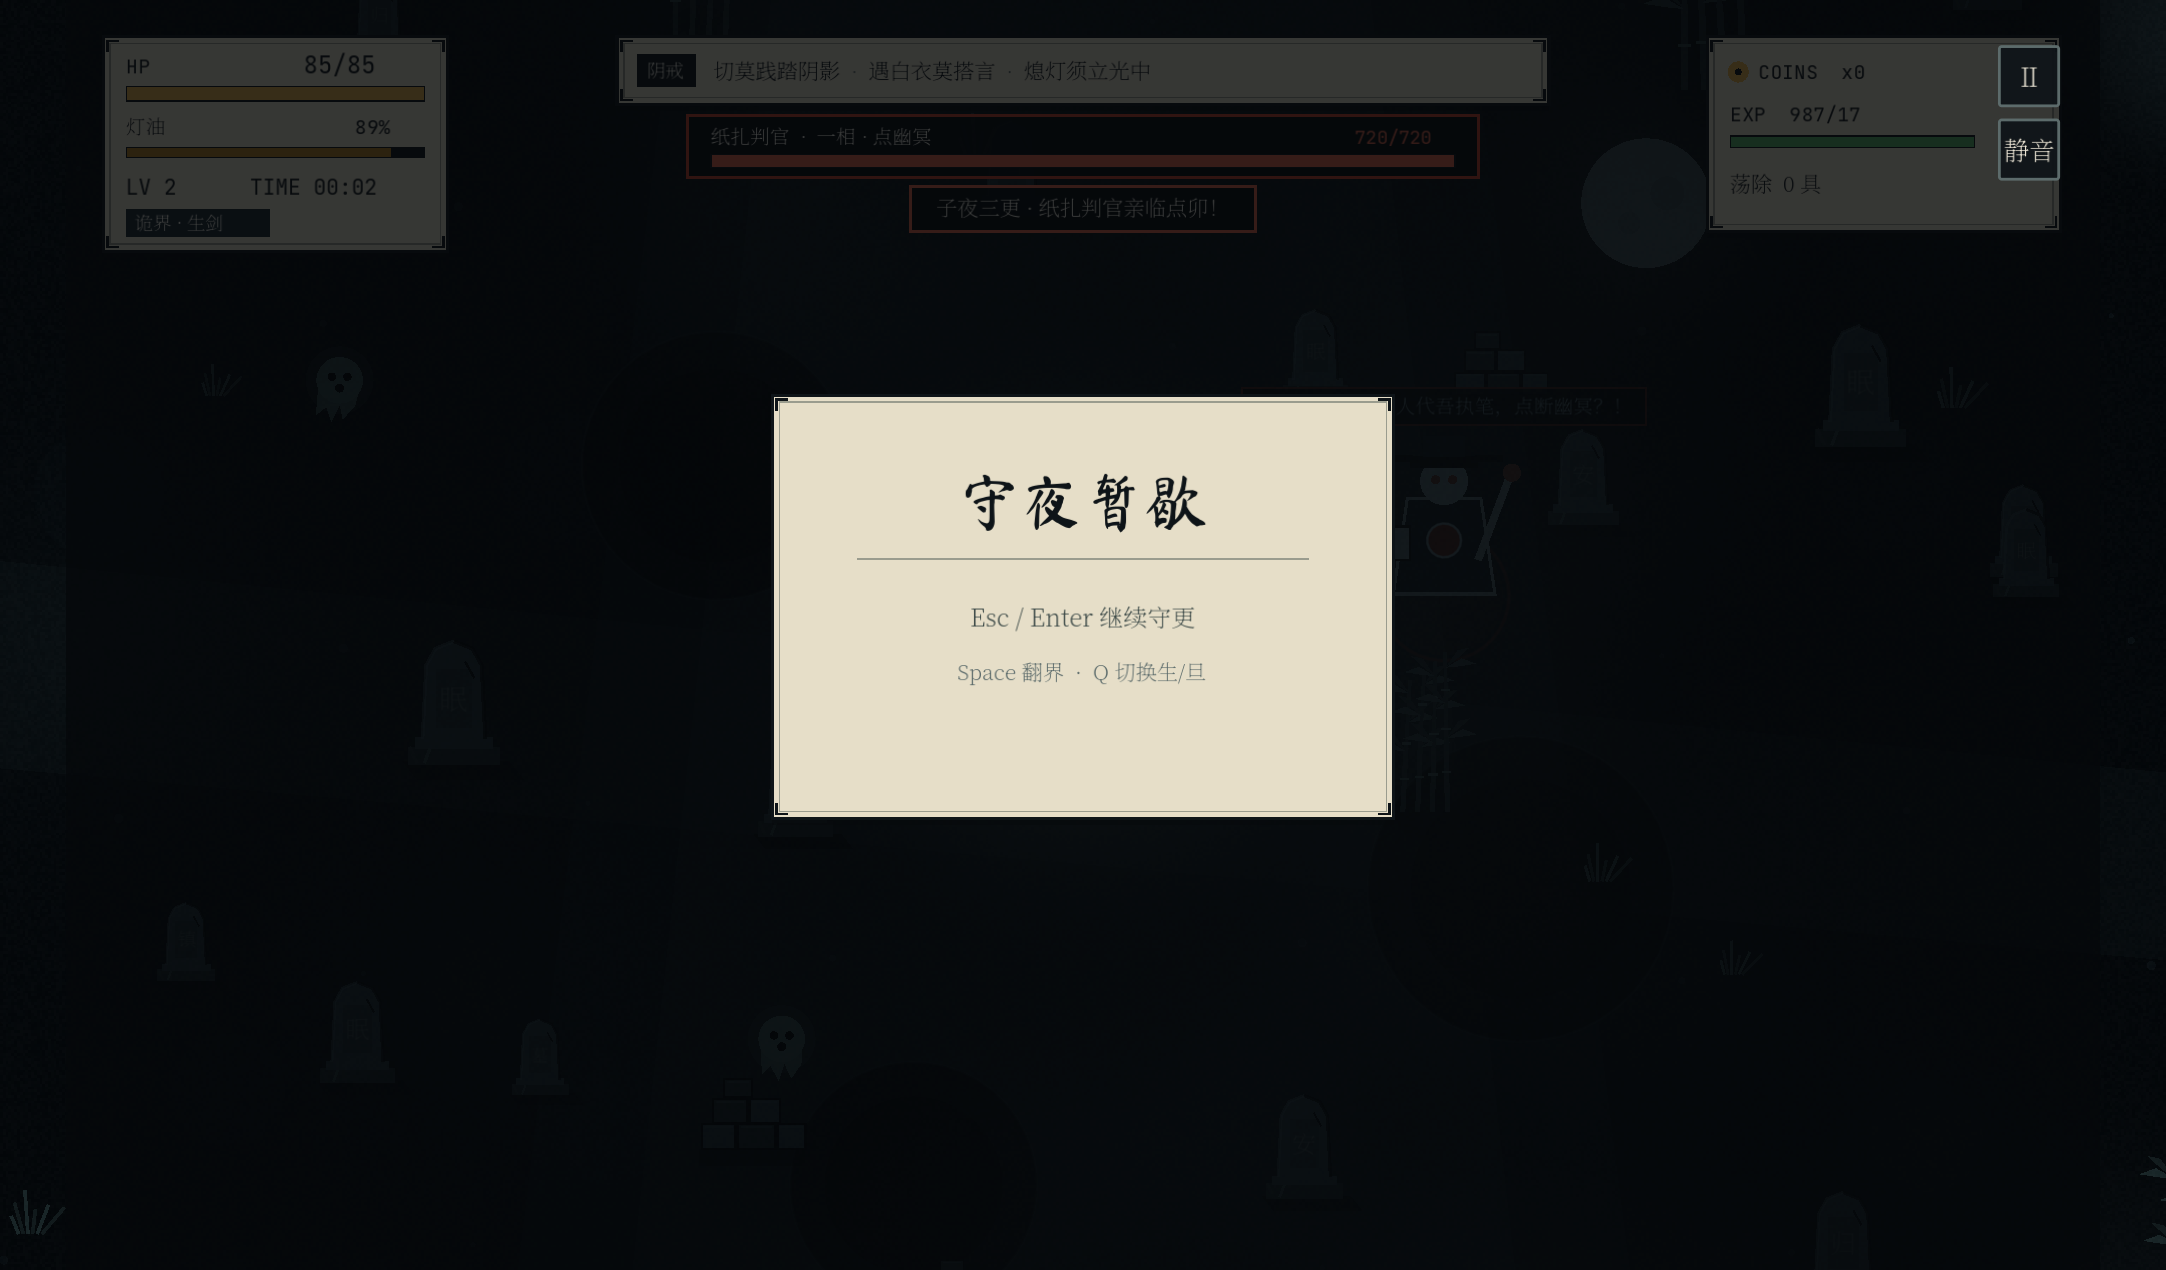 HP 85/85
灯油 89%
LV 2 TIME 00:02
诡界 · 生剑
阴戒 切莫践踏阴影 · 遇白衣莫搭言 · 熄灯须立光中
纸扎判官 · 一相 · 点幽冥 720/720
子夜三更 · 纸扎判官亲临点卯！
COINS x0
EXP 987/17
荡除 0 具
II
静音
人代吾执笔，点断幽冥？！
眠
守夜暂歇
Esc / Enter 继续守更
Space 翻界 · Q 切换生/旦
眠
眠